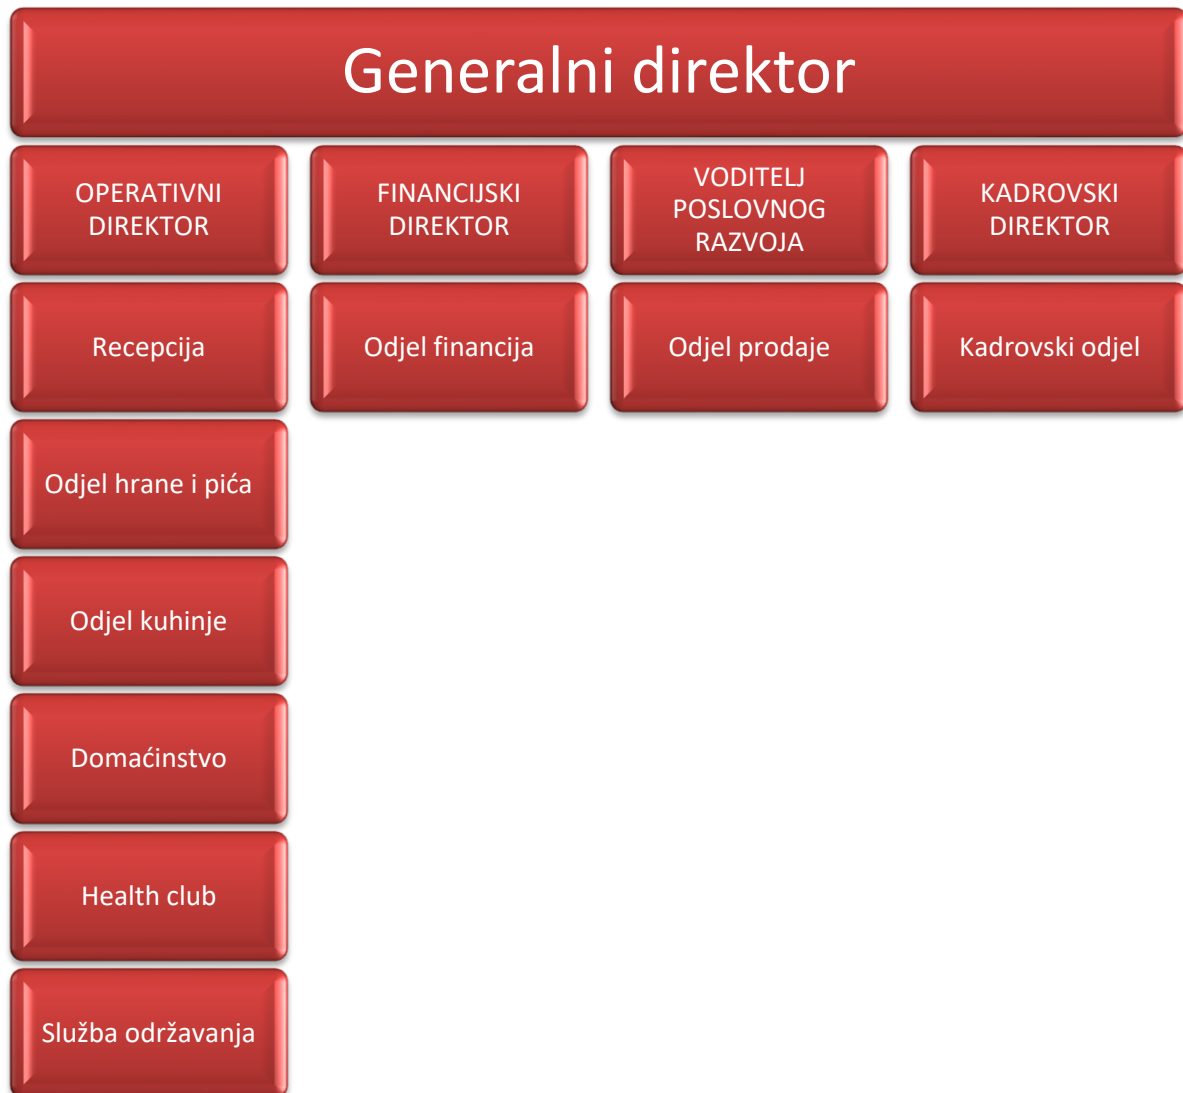 Generalni direktor
OPERATIVNI
DIREKTOR
FINANCIJSKI
DIREKTOR
VODITELJ
POSLOVNOG
RAZVOJA
KADROVSKI
DIREKTOR
Recepcija
Odjel financija
Odjel prodaje
Kadrovski odjel
Odjel hrane i pića
Odjel kuhinje
Domaćinstvo
Health club
Služba održavanja